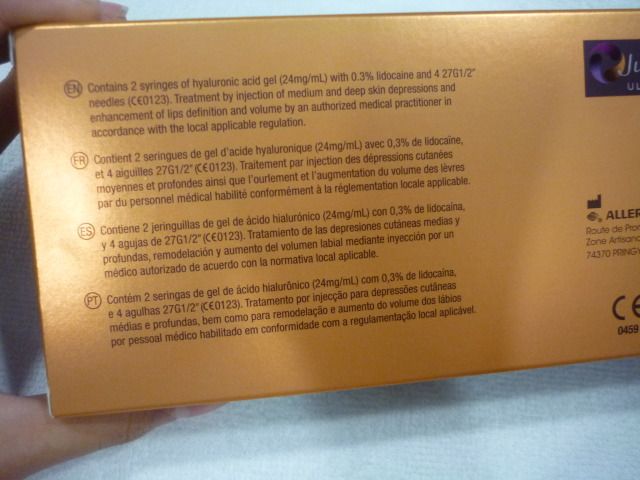 EN Contains 2 syringes of hyaluronic acid gel (24mg/mL) with 0.3% lidocaine and 4 27G1/2"
needles (CE0123). Treatment by injection of medium and deep skin depressions and
enhancement of lips definition and volume by an authorized medical practitioner in
accordance with the local applicable regulation.
FR Contient 2 seringues de gel d'acide hyaluronique (24mg/mL) avec 0,3% de lidocaïne,
et 4 aiguilles 27G1/2" (CE0123). Traitement par injection des dépressions cutanées
moyennes et profondes ainsi que l'ourlement et l'augmentation du volume des lèvres
par du personnel médical habilité conformément à la réglementation locale applicable.
ES Contiene 2 jeringuillas de gel de ácido hialurónico (24mg/mL) con 0,3% de lidocaína,
y 4 agujas de 27G1/2" (CE0123). Tratamiento de las depresiones cutáneas medias y
profundas, remodelación y aumento del volumen labial mediante inyección por un
médico autorizado de acuerdo con la normativa local aplicable.
PT Contém 2 seringas de gel de ácido hialurônico (24mg/mL) com 0,3% de lidocaína,
e 4 agulhas 27G1/2" (CE0123). Tratamento por injecção para depressões cutâneas
médias e profundas, bem como para remodelação e aumento do volume dos lábios
por pessoal médico habilitado em conformidade com a regulamentação local aplicável.
Ju
UL
ALLER
Route de Pro
Zone Artisana
74370 PRINGY
CE
0459